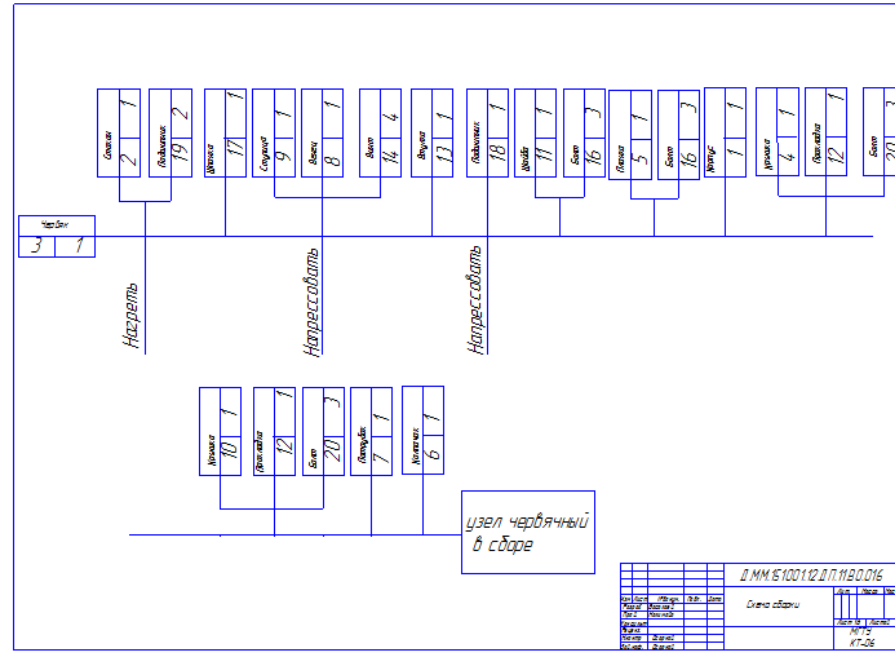 Стакан 2 1
Подшипник 19 2
Шпонка 17 1
Ступица 9 1
Венец 8 1
Винт 14 4
Втулка 13 1
Подшипник 18 1
Шайба 11 1
Болт 16 3
Планка 5 1
Болт 16 3
Корпус 1 1
Крышка 4 1
Прокладка 12 1
Болт 20 3
Червяк
3 1
Нагреть
Напрессовать
Напрессовать
Крышка 10 1
Прокладка 12 1
Болт 20 3
Патрубок 7 1
Колпачок 6 1
узел червячный
в сборе
Схема сборки
МГТУ
КТ-06